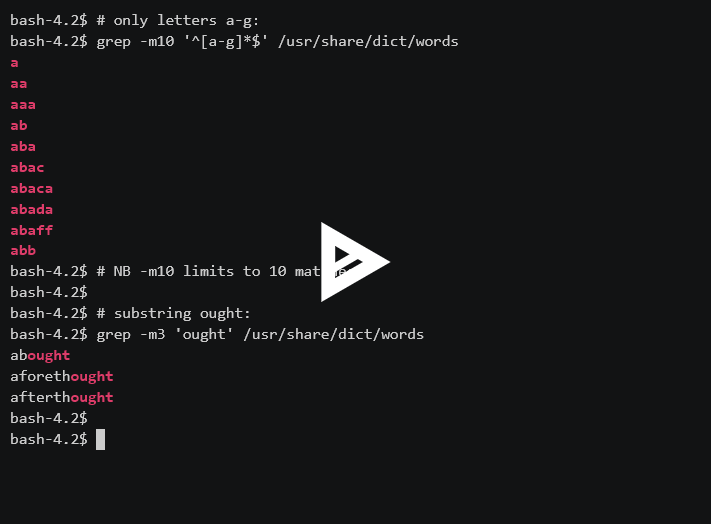 bash-4.2$ # only letters a-g:
bash-4.2$ grep -m10 '^[a-g]*$' /usr/share/dict/words
a
aa
aaa
ab
aba
abac
abaca
abada
abaff
abb
bash-4.2$ # NB -m10 limits to 10
bash-4.2$
bash-4.2$ # substring ought:
bash-4.2$ grep -m3 'ought' /usr/share/dict/words
abought
aforethought
afterthought
bash-4.2$
bash-4.2$